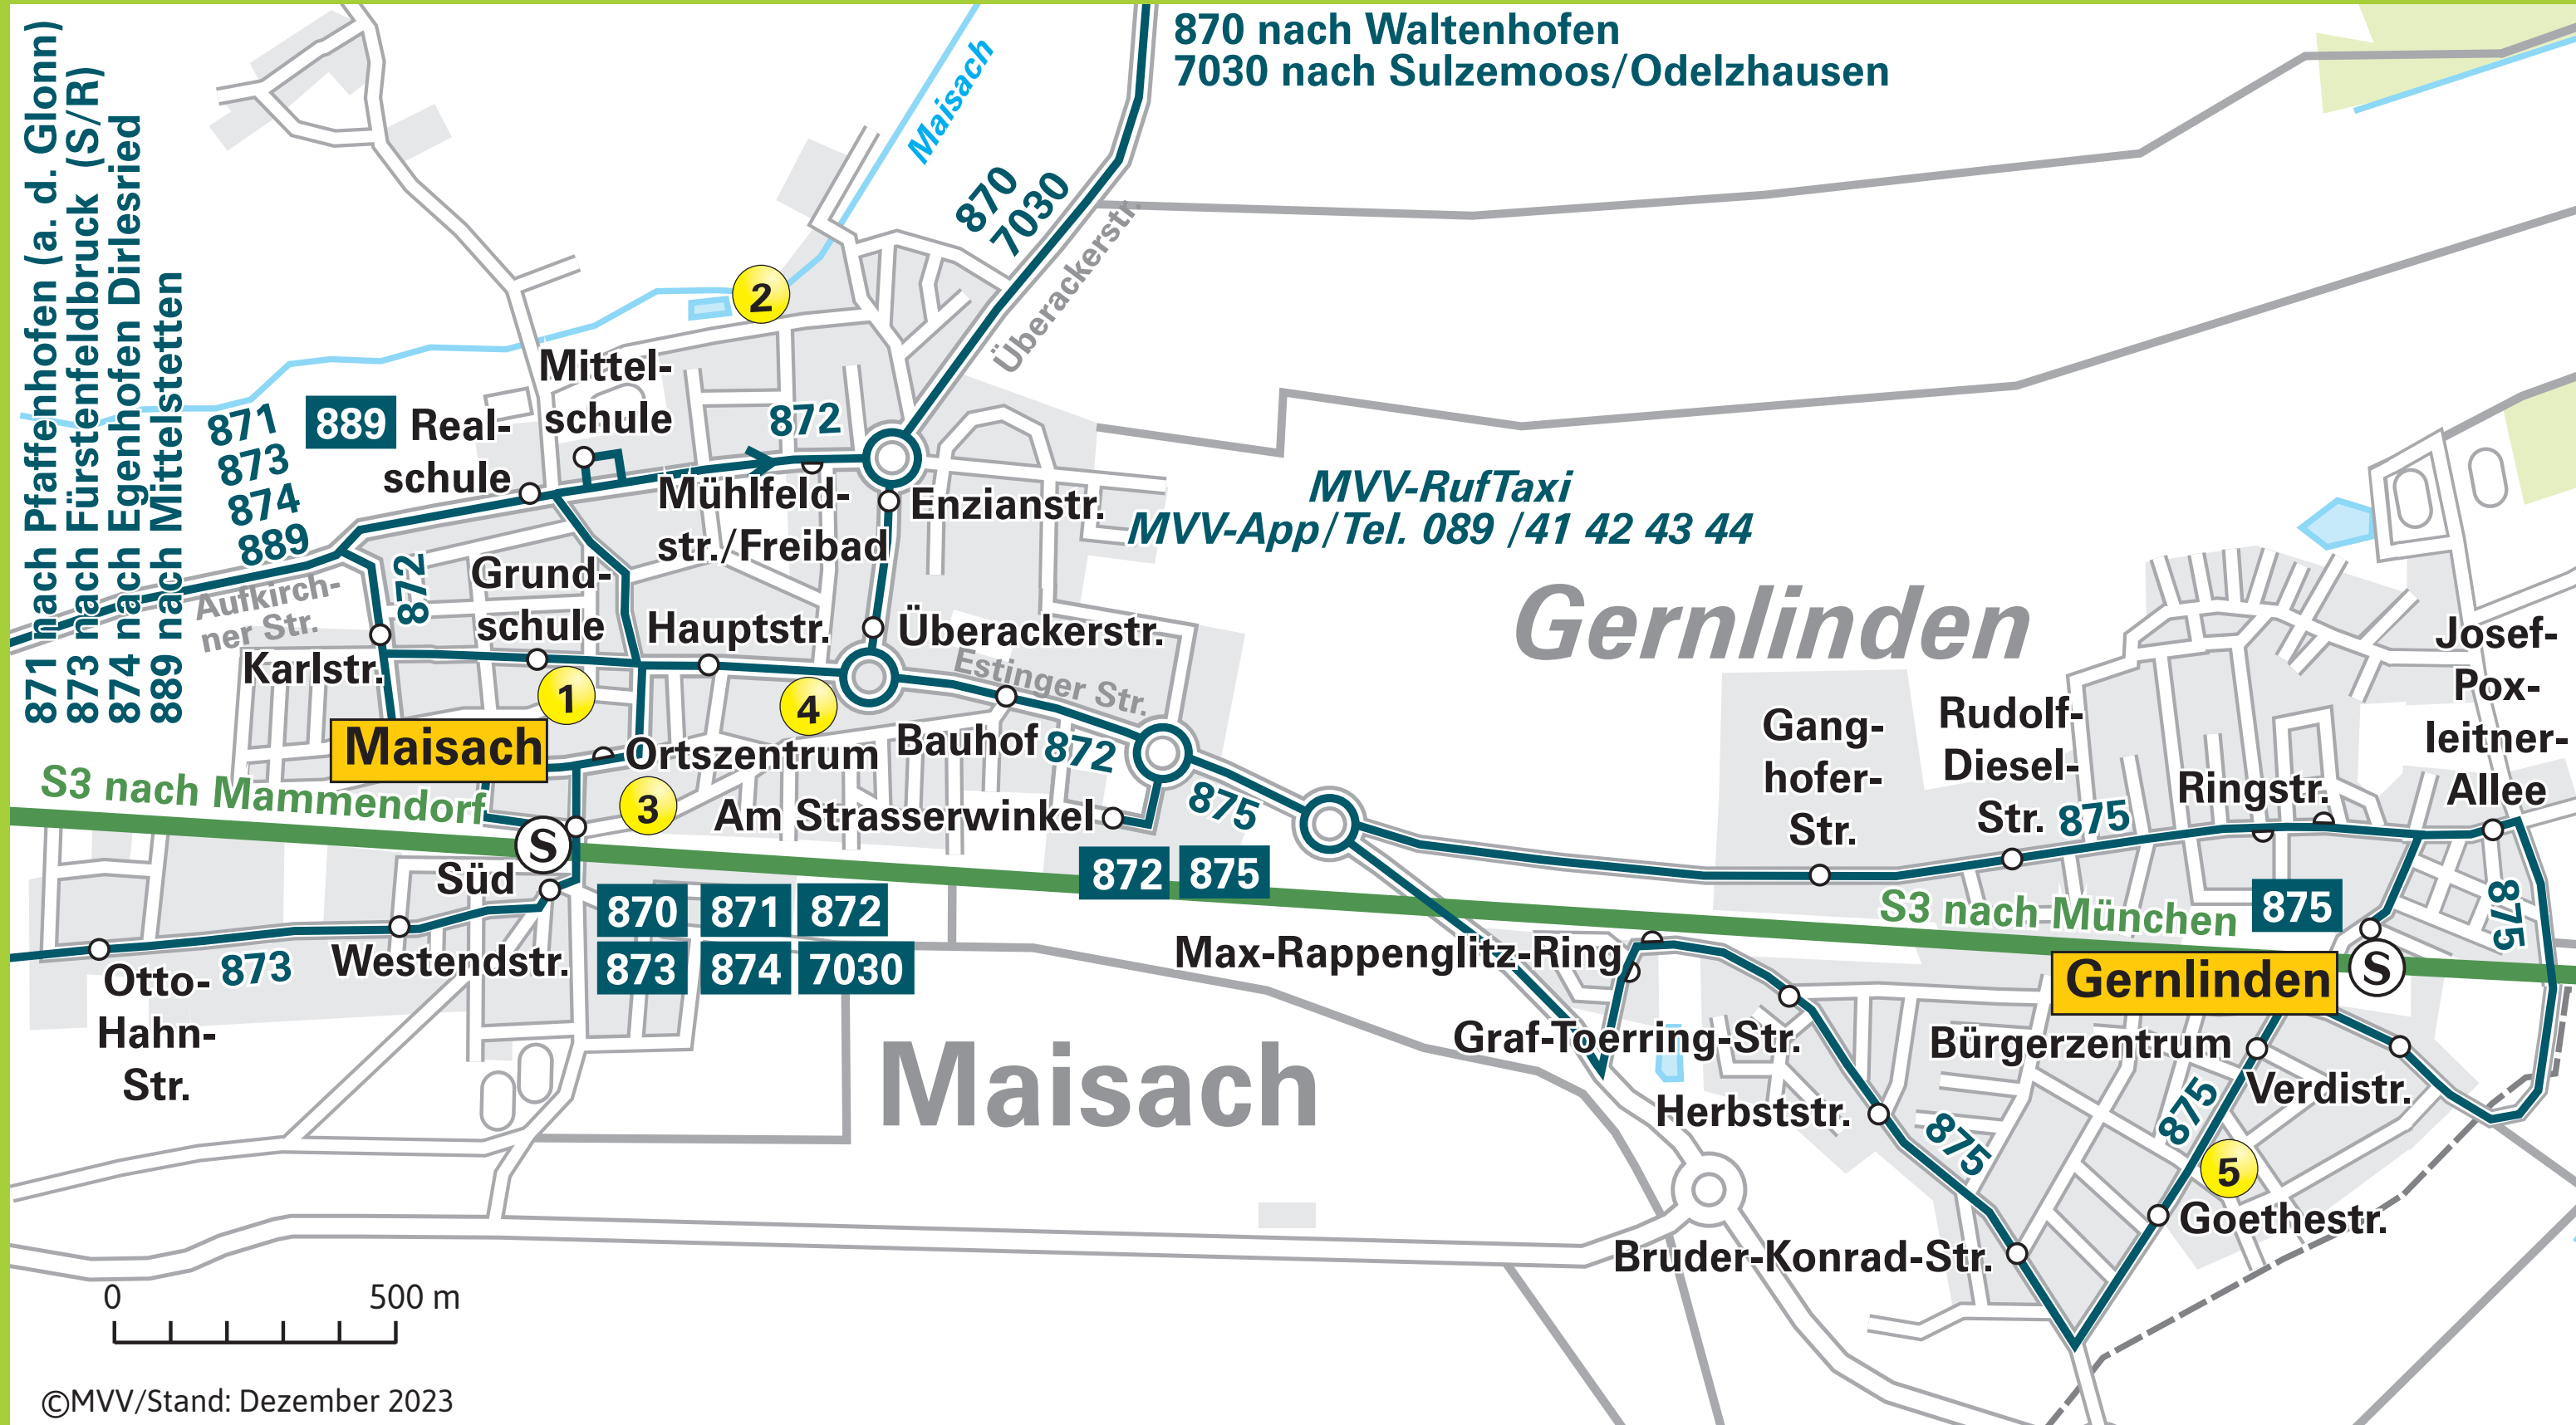 870 nach Waltenhofen
7030 nach Sulzemoos/Odelzhausen
871 nach Pfaffenhofen (a. d. Glonn)
873 nach Fürstenfeldbruck (S/R)
874 nach Egenhofen Dirlesried
889 nach Mittelstetten
Maisach
870
7030
Überackerstr.
2
Mittel-
schule
872
871
873
874
889
889
Real-
schule
Mühlfeld-
str./Freibad
Enzianstr.
MVV-RufTaxi
MVV-App/Tel. 089 /41 42 43 44
Aufkirch-
ner Str.
872
Grund-
schule
Hauptstr.
Überackerstr.
Karlstr.
1
4
Estinger Str.
Gernlinden
Maisach
Ortszentrum
Bauhof
872
S3 nach Mammendorf
3
Am Strasserwinkel
875
S
Süd
872
875
870
871
872
873
874
7030
Otto-
Hahn-
Str.
873
Westendstr.
Gang-
hofer-
Str.
Rudolf-
Diesel-
Str.
875
Ringstr.
Josef-
Pox-
leitner-
Allee
S3 nach München
875
875
Max-Rappenglitz-Ring
Gernlinden
S
Graf-Toerring-Str.
Bürgerzentrum
Verdistr.
Maisach
Herbststr.
875
875
5
Goethestr.
Bruder-Konrad-Str.
0
500 m
©MVV/Stand: Dezember 2023